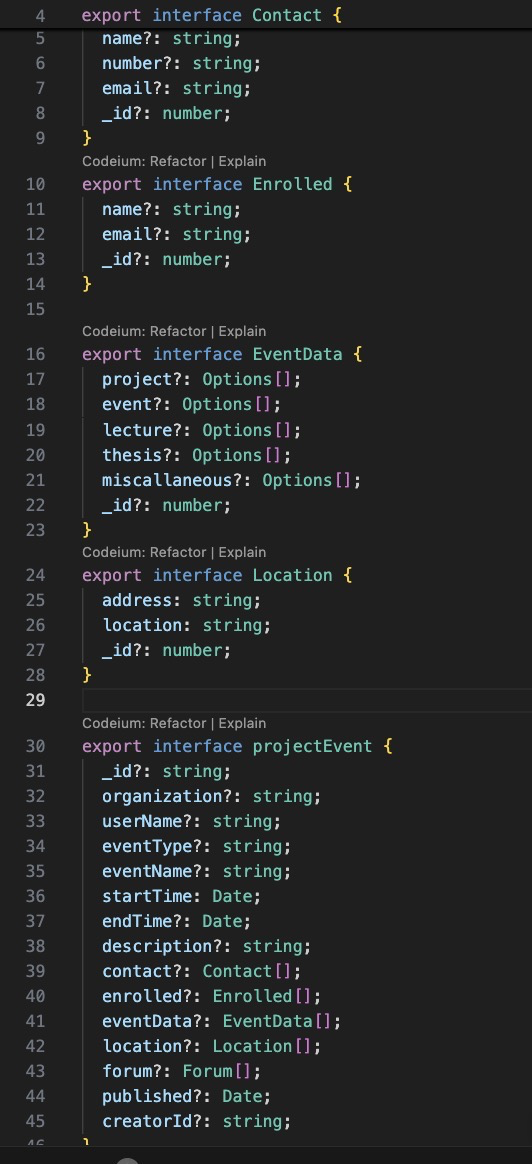 4 export interface Contact {
5 name?: string;
6 number?: string;
7 email?: string;
8 _id?: number;
9 }
Codeium: Refactor | Explain
10 export interface Enrolled {
11 name?: string;
12 email?: string;
13 _id?: number;
14 }
15
Codeium: Refactor | Explain
16 export interface EventData {
17 project?: Options[];
18 event?: Options[];
19 lecture?: Options[];
20 thesis?: Options[];
21 miscallaneous?: Options[];
22 _id?: number;
23 }
Codeium: Refactor | Explain
24 export interface Location {
25 address: string;
26 location: string;
27 _id?: number;
28 }
29
Codeium: Refactor | Explain
30 export interface projectEvent {
31 _id?: string;
32 organization?: string;
33 userName?: string;
34 eventType?: string;
35 eventName?: string;
36 startTime: Date;
37 endTime?: Date;
38 description?: string;
39 contact?: Contact[];
40 enrolled?: Enrolled[];
41 eventData?: EventData[];
42 location?: Location[];
43 forum?: Forum[];
44 published?: Date;
45 creatorId?: string;
46 }